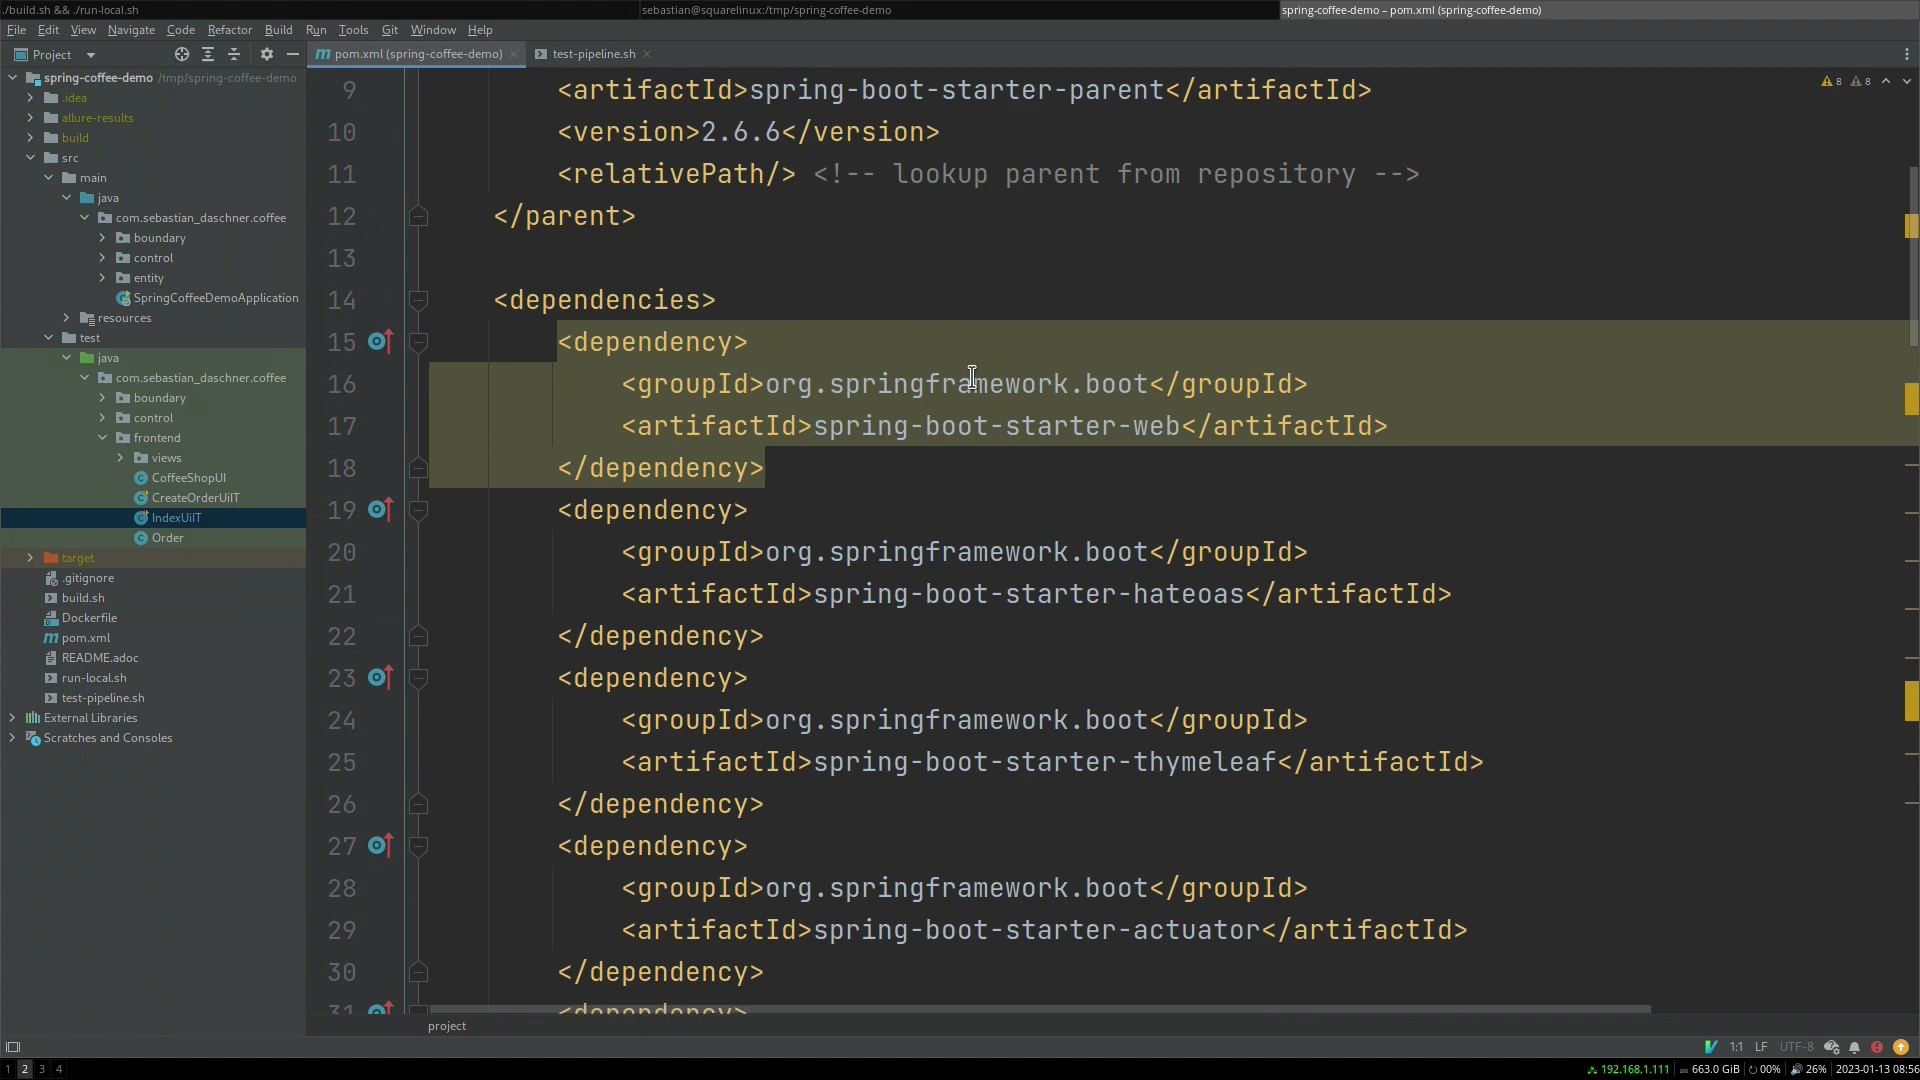 ./build.sh && ./run-local.sh
sebastian@squarelinux:/tmp/spring-coffee-demo
spring-coffee-demo – pom.xml (spring-coffee-demo)
File Edit View Navigate Code Refactor Build Run Tools Git Window Help
Project
pom.xml (spring-coffee-demo)
test-pipeline.sh
spring-coffee-demo /tmp/spring-coffee-demo
.idea
allure-results
build
src
main
java
com.sebastian_daschner.coffee
boundary
control
entity
SpringCoffeeDemoApplication
resources
test
java
com.sebastian_daschner.coffee
boundary
control
frontend
views
CoffeeShopUI
CreateOrderUiIT
IndexUiIT
Order
target
.gitignore
build.sh
Dockerfile
pom.xml
README.adoc
run-local.sh
test-pipeline.sh
External Libraries
Scratches and Consoles
8 8
9 <artifactId>spring-boot-starter-parent</artifactId>
10 <version>2.6.6</version>
11 <relativePath/> <!-- lookup parent from repository -->
12 </parent>
13
14 <dependencies>
15 <dependency>
16 <groupId>org.springframework.boot</groupId>
17 <artifactId>spring-boot-starter-web</artifactId>
18 </dependency>
19 <dependency>
20 <groupId>org.springframework.boot</groupId>
21 <artifactId>spring-boot-starter-hateoas</artifactId>
22 </dependency>
23 <dependency>
24 <groupId>org.springframework.boot</groupId>
25 <artifactId>spring-boot-starter-thymeleaf</artifactId>
26 </dependency>
27 <dependency>
28 <groupId>org.springframework.boot</groupId>
29 <artifactId>spring-boot-starter-actuator</artifactId>
30 </dependency>
31 <dependency>
project
1:1 LF UTF-8
1 2 3 4
192.168.1.111 663.0 GiB 00% 26% 2023-01-13 08:56